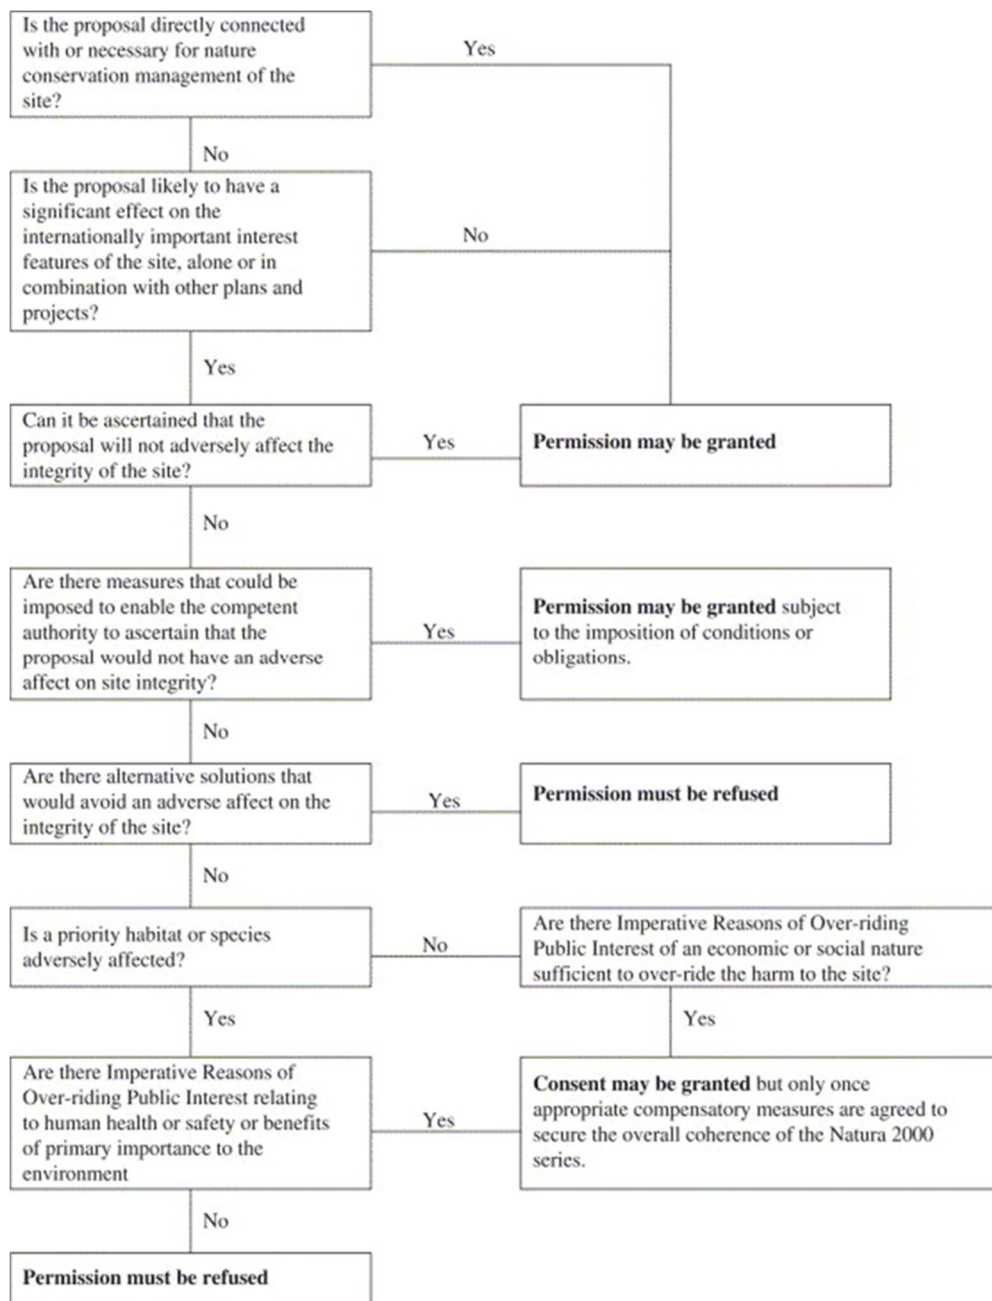 Is the proposal directly connected
with or necessary for nature
conservation management of the
site?
Yes
No
Is the proposal likely to have a
significant effect on the
internationally important interest
features of the site, alone or in
combination with other plans and
projects?
No
Yes
Can it be ascertained that the
proposal will not adversely affect the
integrity of the site?
Yes
Permission may be granted
No
Are there measures that could be
imposed to enable the competent
authority to ascertain that the
proposal would not have an adverse
affect on site integrity?
Yes
Permission may be granted subject
to the imposition of conditions or
obligations.
No
Are there alternative solutions that
would avoid an adverse affect on the
integrity of the site?
Yes
Permission must be refused
No
Is a priority habitat or species
adversely affected?
No
Are there Imperative Reasons of Over-riding
Public Interest of an economic or social nature
sufficient to over-ride the harm to the site?
Yes
Yes
Are there Imperative Reasons of
Over-riding Public Interest relating
to human health or safety or benefits
of primary importance to the
environment
Yes
Consent may be granted but only once
appropriate compensatory measures are agreed to
secure the overall coherence of the Natura 2000
series.
No
Permission must be refused